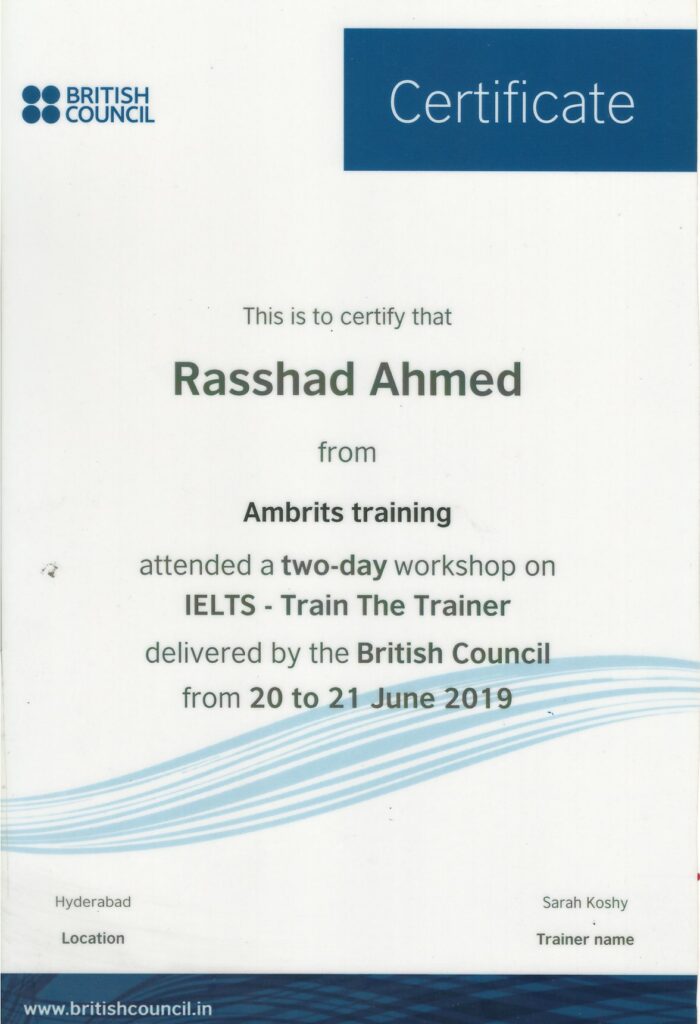 BRITISH
COUNCIL
Certificate
This is to certify that
Rasshad Ahmed
from
Ambrits training
attended a two-day workshop on
IELTS - Train The Trainer
delivered by the British Council
from 20 to 21 June 2019
Hyderabad
Sarah Koshy
Location
Trainer name
www.britishcouncil.in